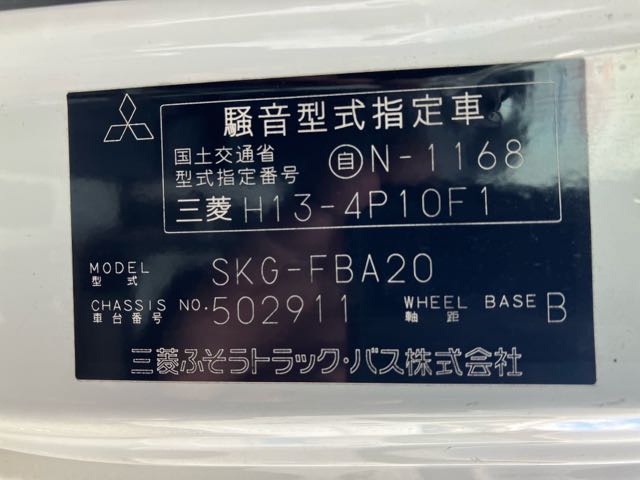 騒音型式指定車
国土交通省
型式指定番号 自N-1168
三菱 H13-4P10F1
MODEL
型式 SKG-FBA20
CHASSIS NO.
車台番号 502911 WHEEL BASE
軸距 B
三菱ふそうトラック・バス株式会社